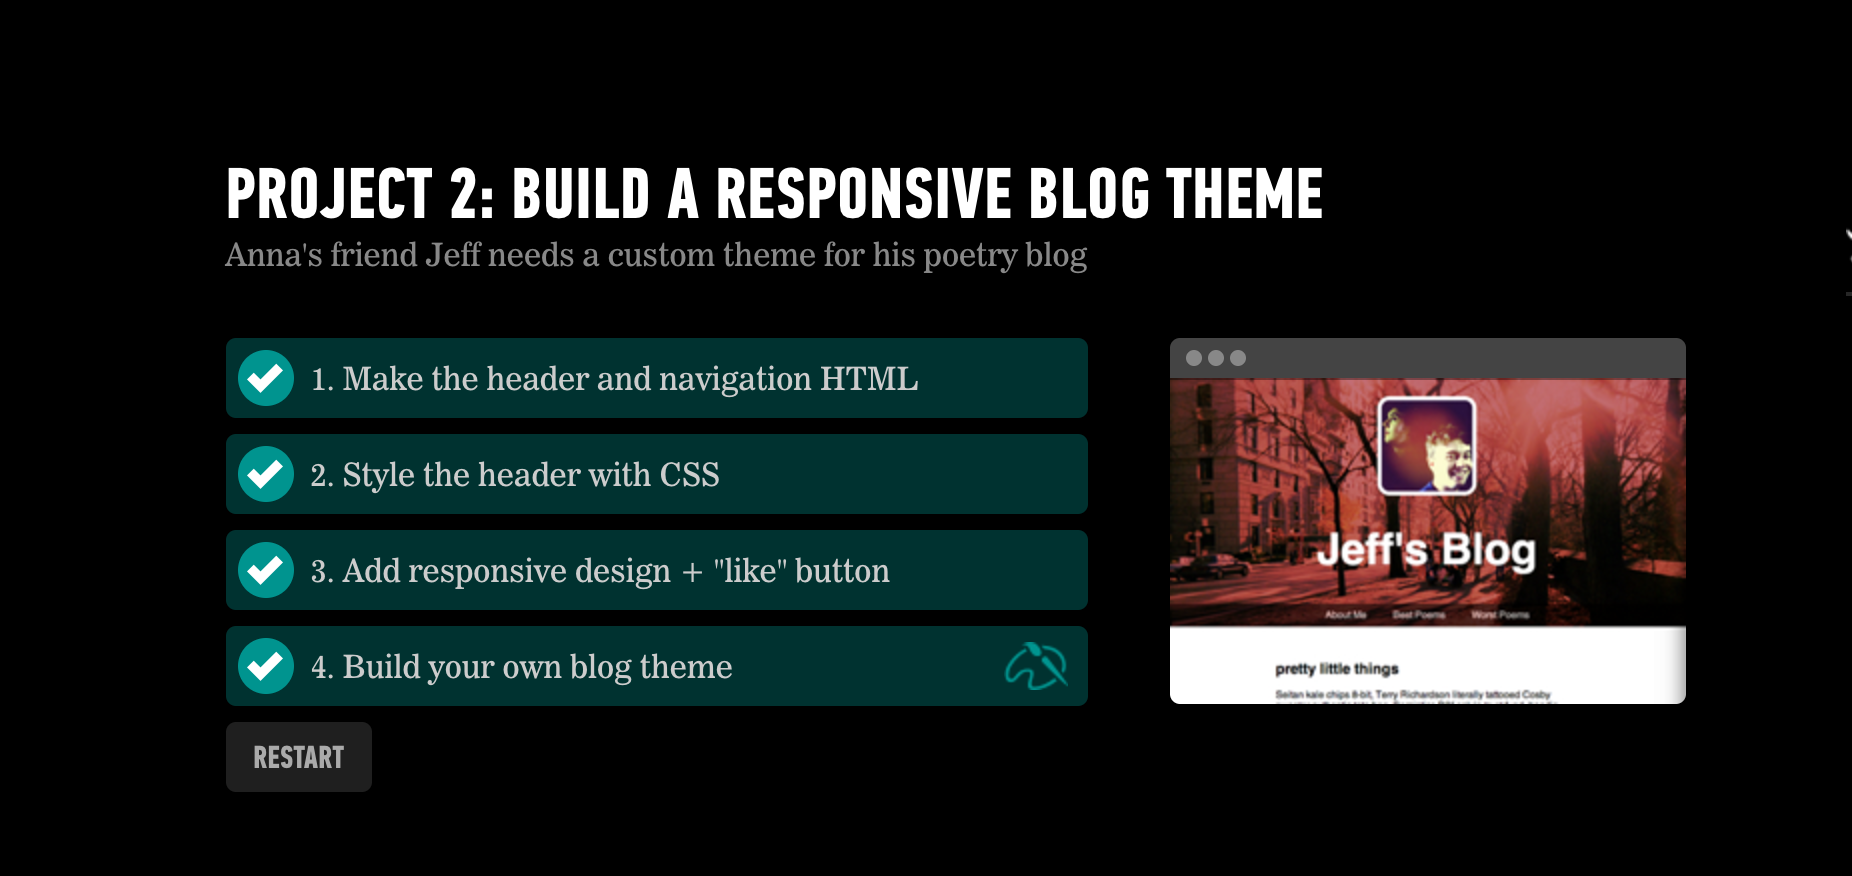 PROJECT 2: BUILD A RESPONSIVE BLOG THEME
Anna's friend Jeff needs a custom theme for his poetry blog
1. Make the header and navigation HTML
2. Style the header with CSS
3. Add responsive design + "like" button
4. Build your own blog theme
RESTART
Jeff's Blog
About Me Best Poems Worst Poems
pretty little things
Seitan kale chips 8-bit, Terry Richardson literally tattooed Cosby